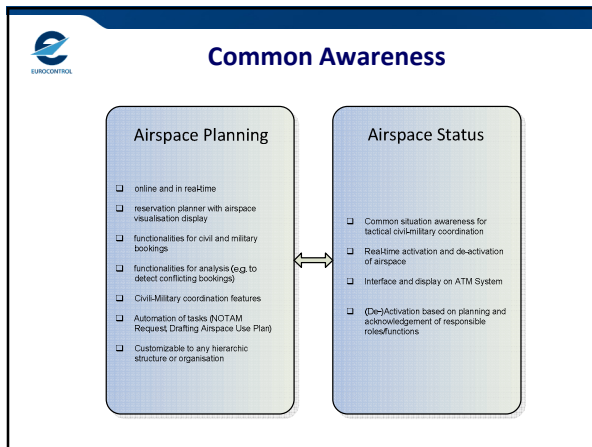 EUROCONTROL
Common Awareness
Airspace Planning
online and in real-time
reservation planner with airspace
visualisation display
functionalities for civil and military
bookings
functionalities for analysis (e.g. to
detect conflicting bookings)
Civili-Military coordination features
Automation of tasks (NOTAM
Request, Drafting Airspace Use Plan)
Customizable to any hierarchic
structure or organisation
Airspace Status
Common situation awareness for
tactical civil-military coordination
Real-time activation and de-activation
of airspace
Interface and display on ATM System
(De-)Activation based on planning and
acknowledgement of responsible
roles/functions